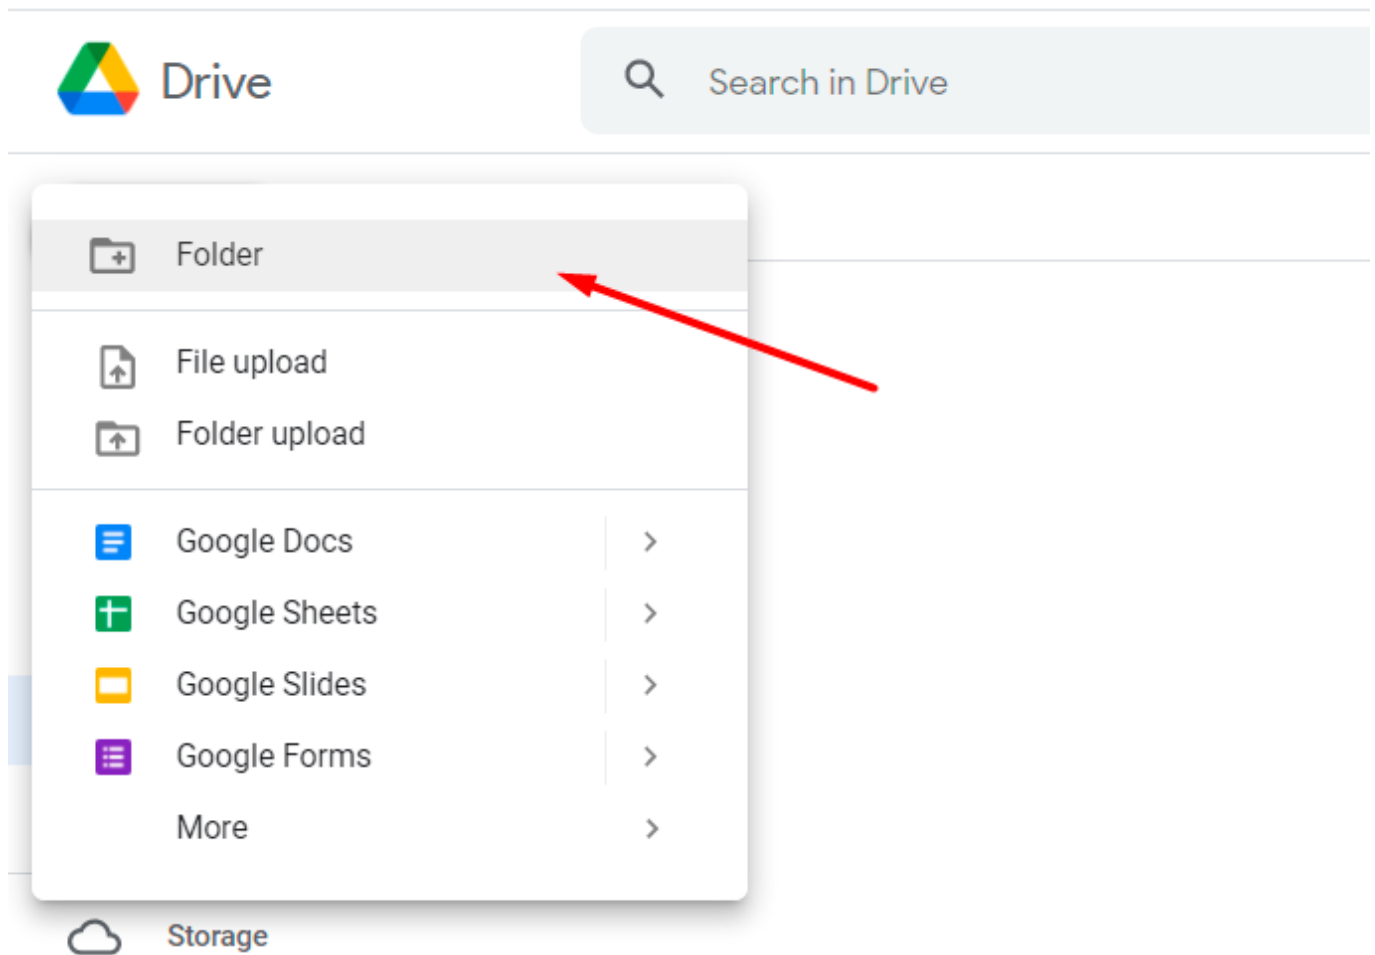 Drive
Search in Drive
Folder
File upload
Folder upload
Google Docs
Google Sheets
Google Slides
Google Forms
More
Storage